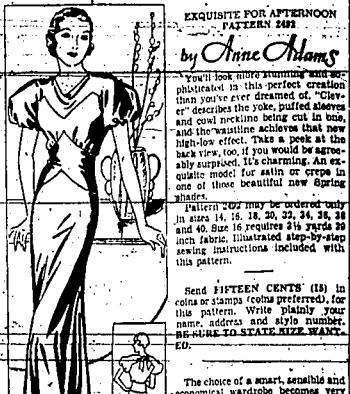 EXQUISITE FOR AFTERNOON
PATTERN 2492
by Anne Adams
You'll look more stunning and so-
phisticated in this perfect creation
than you've ever dreamed of. "Clev-
er" describes the yoke, puffed sleeves
and cowl neckline being cut in one,
and the waistline achieves that new
high-low effect. Take a peek at the
back view, too, if you would be agree-
ably surprised. It's charming. An ex-
quisite model for satin or crepe in
one of those beautiful new Spring
shades.
Pattern 2492 may be ordered only
in sizes 14, 16, 18, 20, 32, 34, 36, 38
and 40. Size 16 requires 3½ yards 39
inch fabric. Illustrated step-by-step
sewing instructions included with
this pattern.
Send FIFTEEN CENTS (15) in
coins or stamps (coins preferred), for
this pattern. Write plainly your
name, address and style number.
BE SURE TO STATE SIZE WANT-
ED.
The choice of a smart, sensible and
economical wardrobe becomes very